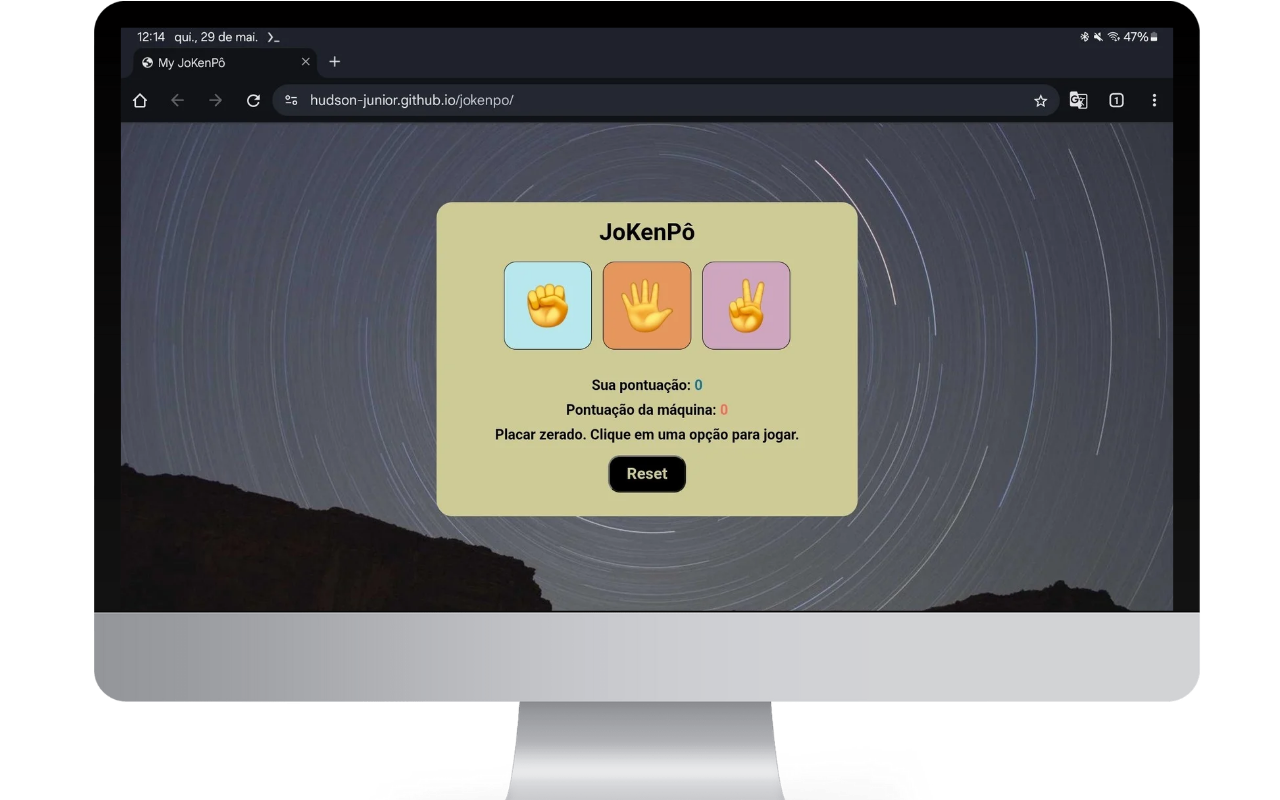 12:14 qui., 29 de mai. >_ 47%
My JoKenPô
hudson-junior.github.io/jokenpo/
1
JoKenPô
Sua pontuação: 0
Pontuação da máquina: 0
Placar zerado. Clique em uma opção para jogar.
Reset